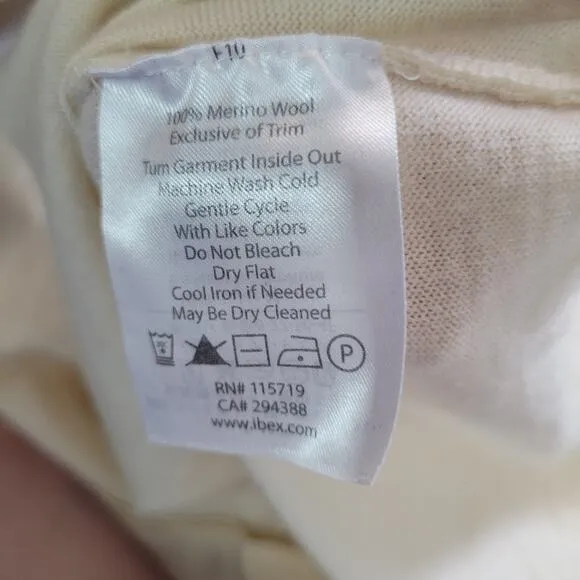 F10
100% Merino Wool
Exclusive of Trim
Turn Garment Inside Out
Machine Wash Cold
Gentle Cycle
With Like Colors
Do Not Bleach
Dry Flat
Cool Iron if Needed
May Be Dry Cleaned
P
RN# 115719
CA# 294388
www.ibex.com